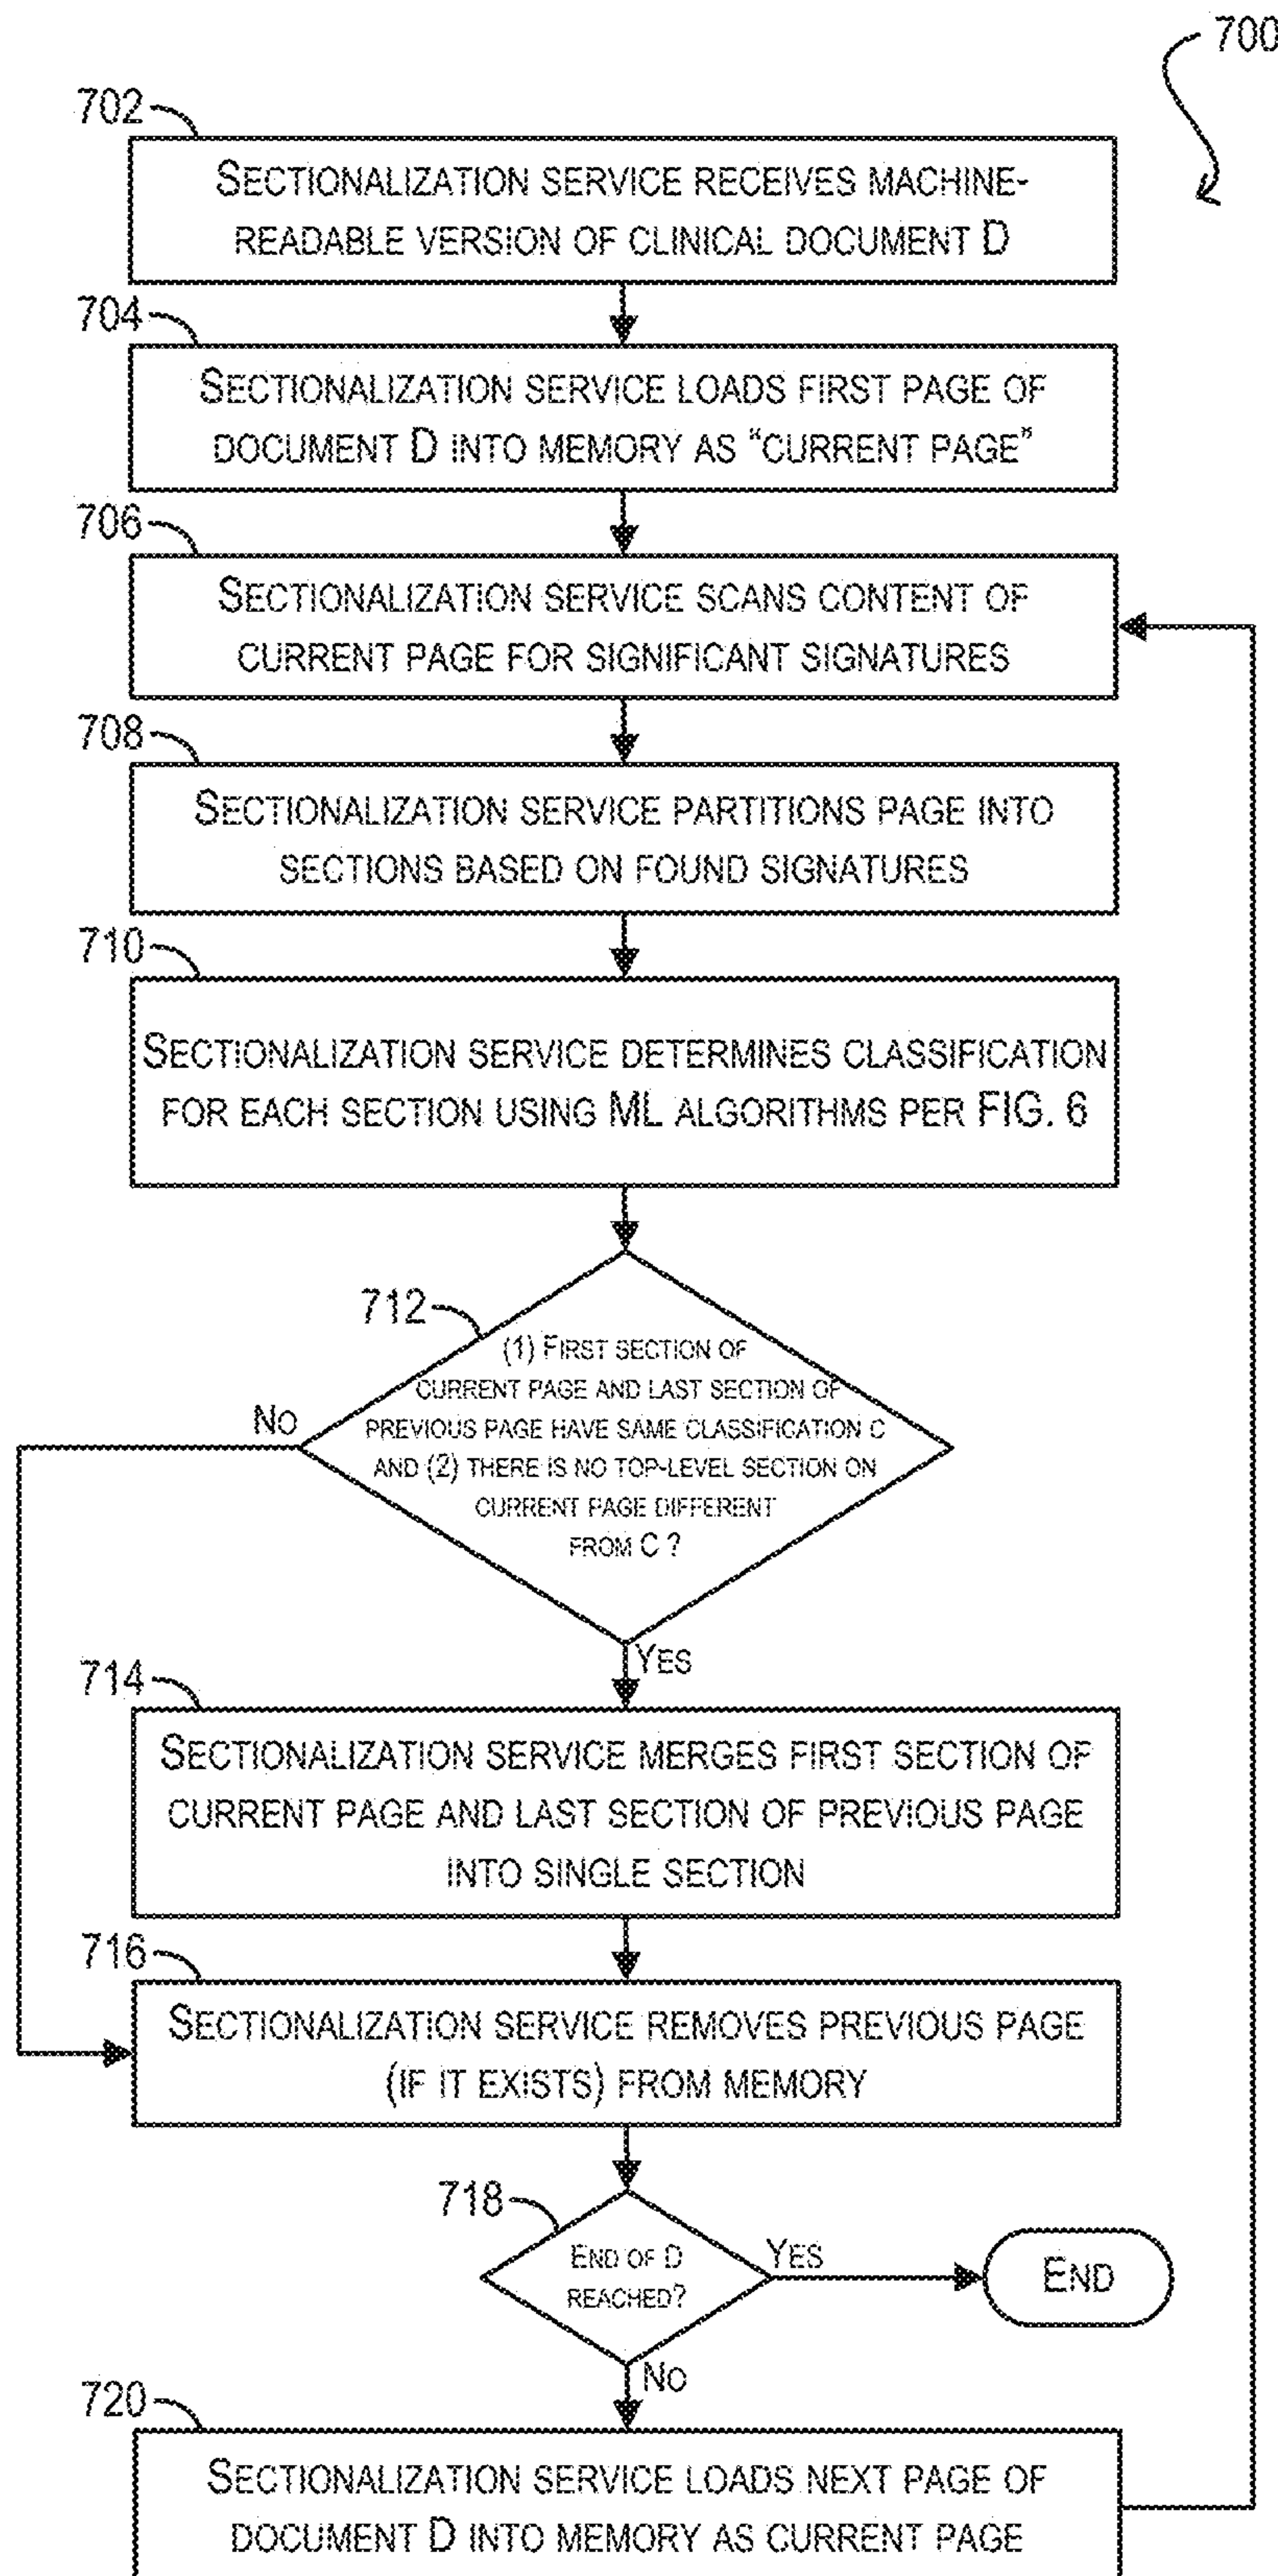 700
702
SECTIONALIZATION SERVICE RECEIVES MACHINE-
READABLE VERSION OF CLINICAL DOCUMENT D
704
SECTIONALIZATION SERVICE LOADS FIRST PAGE OF
DOCUMENT D INTO MEMORY AS “CURRENT PAGE”
706
SECTIONALIZATION SERVICE SCANS CONTENT OF
CURRENT PAGE FOR SIGNIFICANT SIGNATURES
708
SECTIONALIZATION SERVICE PARTITIONS PAGE INTO
SECTIONS BASED ON FOUND SIGNATURES
710
SECTIONALIZATION SERVICE DETERMINES CLASSIFICATION
FOR EACH SECTION USING ML ALGORITHMS PER FIG. 6
712
(1) FIRST SECTION OF
CURRENT PAGE AND LAST SECTION OF
PREVIOUS PAGE HAVE SAME CLASSIFICATION C
AND (2) THERE IS NO TOP-LEVEL SECTION ON
CURRENT PAGE DIFFERENT
FROM C ?
NO
YES
714
SECTIONALIZATION SERVICE MERGES FIRST SECTION OF
CURRENT PAGE AND LAST SECTION OF PREVIOUS PAGE
INTO SINGLE SECTION
716
SECTIONALIZATION SERVICE REMOVES PREVIOUS PAGE
(IF IT EXISTS) FROM MEMORY
718
END OF D
REACHED?
YES
END
NO
720
SECTIONALIZATION SERVICE LOADS NEXT PAGE OF
DOCUMENT D INTO MEMORY AS CURRENT PAGE